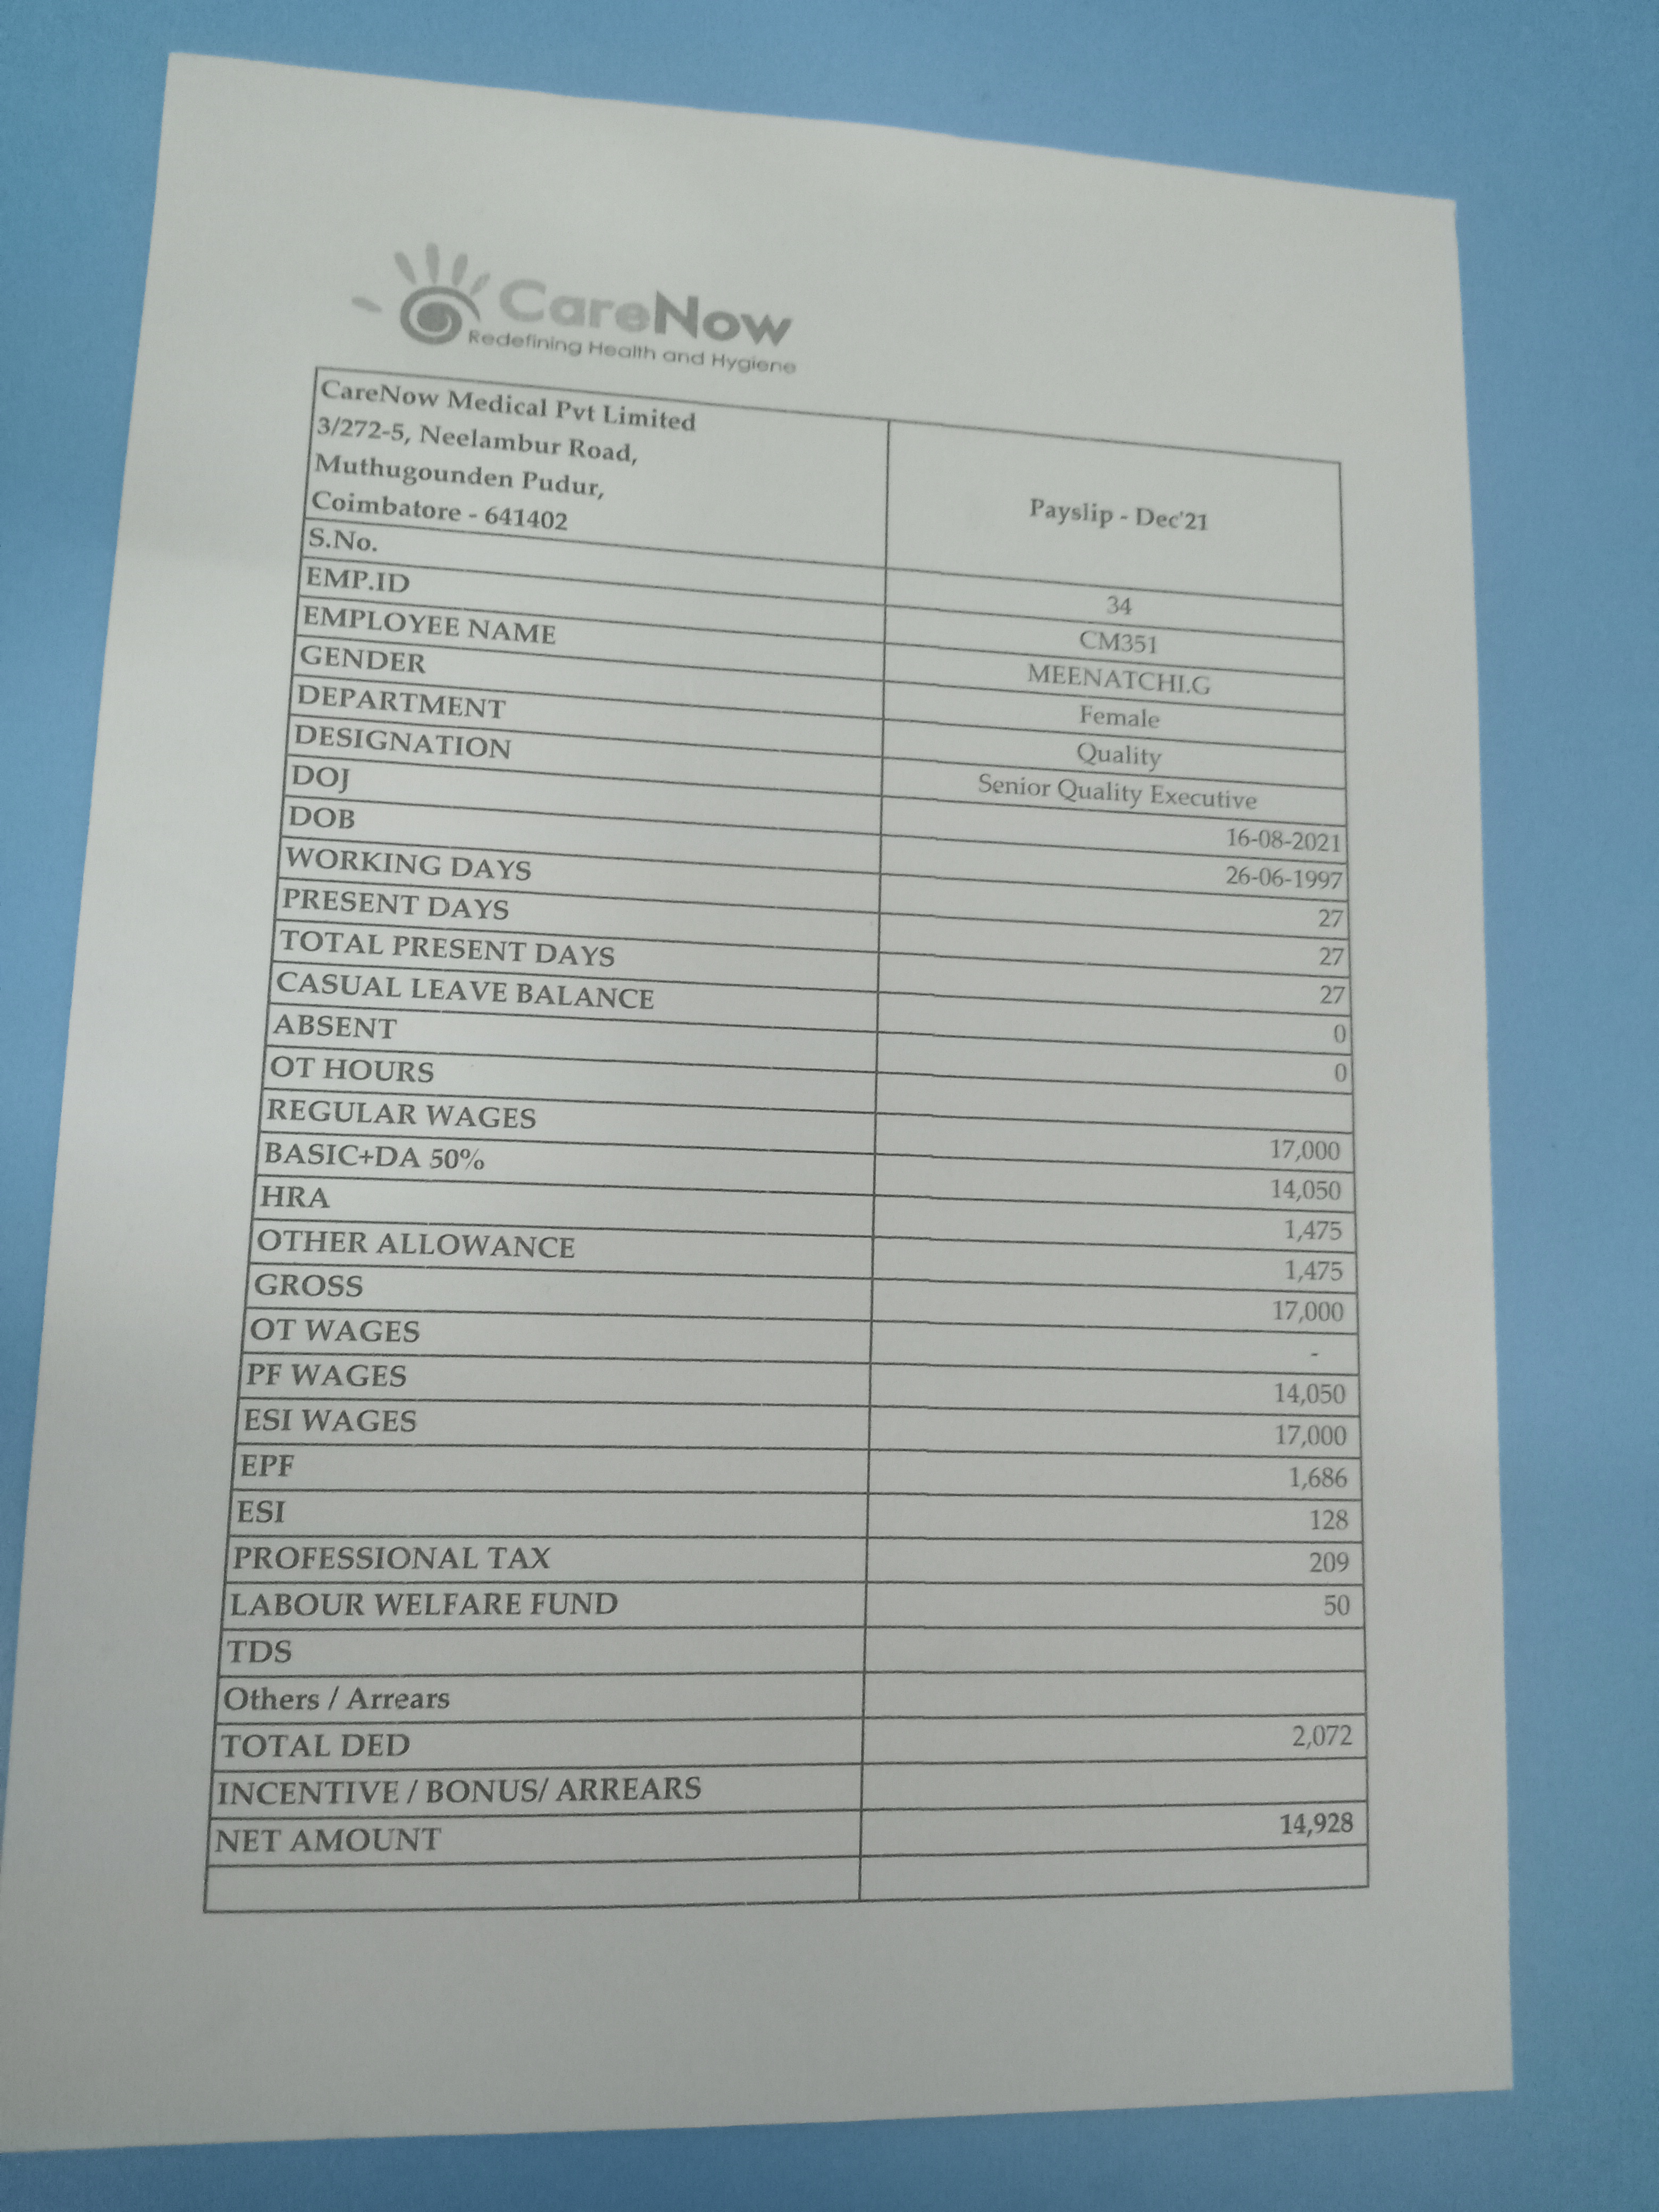 CareNow
Redefining Health and Hygiene
CareNow Medical Pvt Limited
3/272-5, Neelambur Road,
Muthugounden Pudur,
Coimbatore - 641402
Payslip - Dec'21
S.No. 34
EMP.ID CM351
EMPLOYEE NAME MEENATCHI.G
GENDER Female
DEPARTMENT Quality
DESIGNATION Senior Quality Executive
DOJ 16-08-2021
DOB 26-06-1997
WORKING DAYS 27
PRESENT DAYS 27
TOTAL PRESENT DAYS 27
CASUAL LEAVE BALANCE 0
ABSENT 0
OT HOURS
REGULAR WAGES 17,000
BASIC+DA 50% 14,050
HRA 1,475
OTHER ALLOWANCE 1,475
GROSS 17,000
OT WAGES -
PF WAGES 14,050
ESI WAGES 17,000
EPF 1,686
ESI 128
PROFESSIONAL TAX 209
LABOUR WELFARE FUND 50
TDS
Others / Arrears
TOTAL DED 2,072
INCENTIVE / BONUS/ ARREARS
NET AMOUNT 14,928